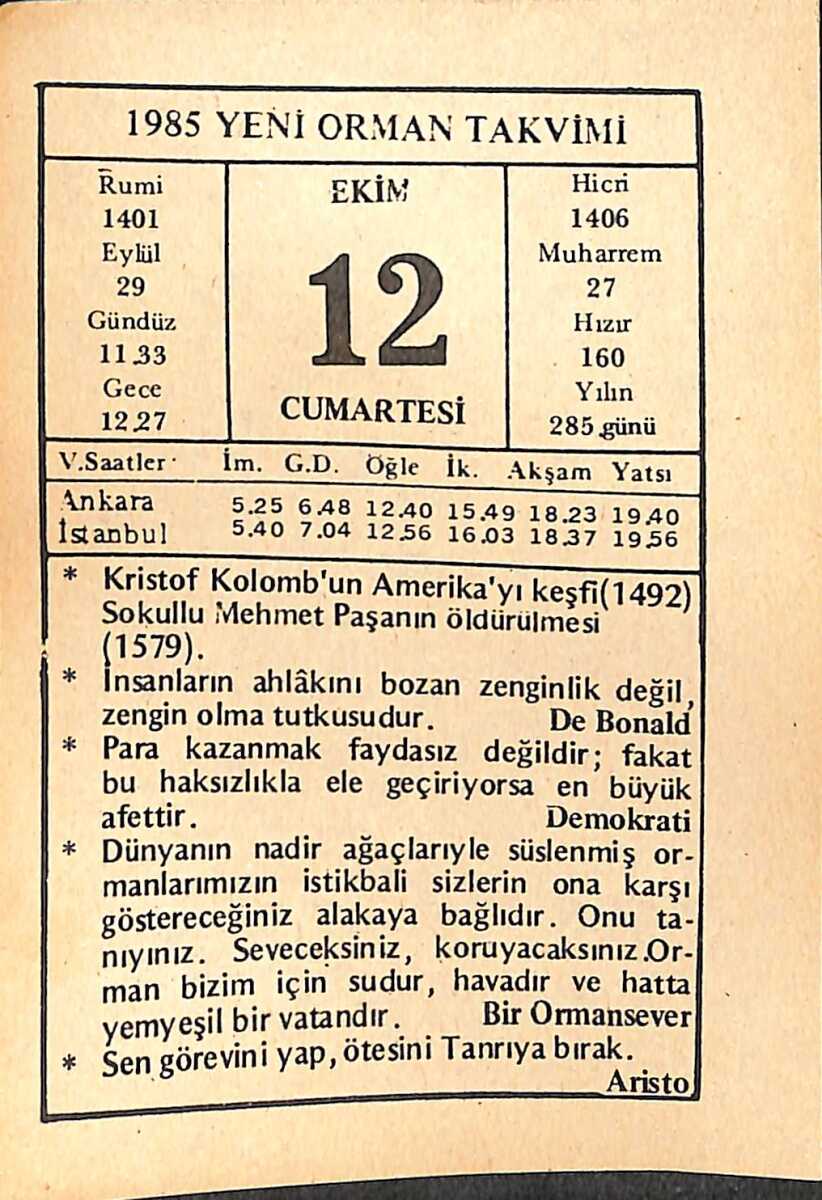 1985 YENİ ORMAN TAKVİMİ
Rumi
1401
Eylül
29
Gündüz
11.33
Gece
12.27
EKİM
12
CUMARTESİ
Hicri
1406
Muharrem
27
Hızır
160
Yılın
285.günü
V.Saatler İm. G.D. Öğle İk. Akşam Yatsı
Ankara 5.25 6.48 12.40 15.49 18.23 19.40
İstanbul 5.40 7.04 12.56 16.03 18.37 19.56
* Kristof Kolomb'un Amerika'yı keşfi(1492)
Sokullu Mehmet Paşanın öldürülmesi
(1579).
* İnsanların ahlâkını bozan zenginlik değil,
zengin olma tutkusudur. De Bonald
* Para kazanmak faydasız değildir; fakat
bu haksızlıkla ele geçiriyorsa en büyük
afettir. Demokrati
* Dünyanın nadir ağaçlarıyle süslenmiş or-
manlarımızın istikbali sizlerin ona karşı
göstereceğiniz alakaya bağlıdır. Onu ta-
nıyınız. Seveceksiniz, koruyacaksınız.Or-
man bizim için sudur, havadır ve hatta
yemyeşil bir vatandır. Bir Ormansever
* Sen görevini yap, ötesini Tanrıya bırak.
Aristo